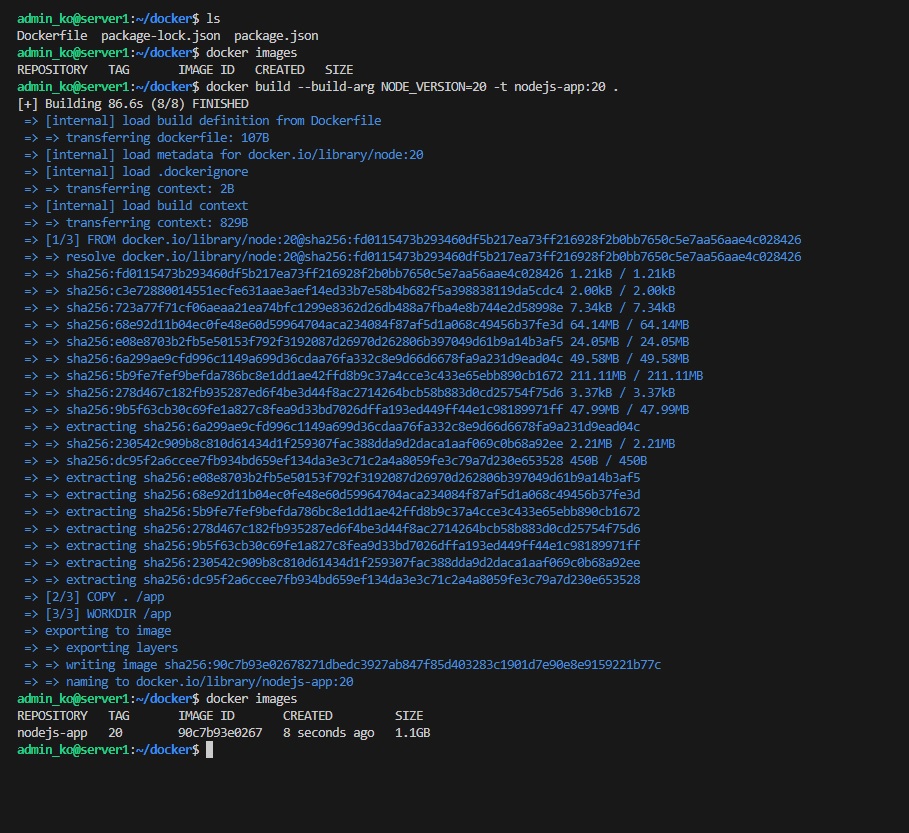 admin_ko@server1:~/docker$ ls
Dockerfile  package-lock.json  package.json
admin_ko@server1:~/docker$ docker images
REPOSITORY   TAG       IMAGE ID   CREATED   SIZE
admin_ko@server1:~/docker$ docker build --build-arg NODE_VERSION=20 -t nodejs-app:20 .
[+] Building 86.6s (8/8) FINISHED
 => [internal] load build definition from Dockerfile
 => => transferring dockerfile: 107B
 => [internal] load metadata for docker.io/library/node:20
 => [internal] load .dockerignore
 => => transferring context: 2B
 => [internal] load build context
 => => transferring context: 829B
 => [1/3] FROM docker.io/library/node:20@sha256:fd0115473b293460df5b217ea73ff216928f2b0bb7650c5e7aa56aae4c028426
 => => resolve docker.io/library/node:20@sha256:fd0115473b293460df5b217ea73ff216928f2b0bb7650c5e7aa56aae4c028426
 => => sha256:fd0115473b293460df5b217ea73ff216928f2b0bb7650c5e7aa56aae4c028426 1.21kB / 1.21kB
 => => sha256:c3e72880014551ecfe631aae3aef14ed33b7e58b4b682f5a398838119da5cdc4 2.00kB / 2.00kB
 => => sha256:723a77f71cf06aeaa21ea74bfc1299e8362d26db488a7fba4e8b744e2d58998e 7.34kB / 7.34kB
 => => sha256:68e92d11b04ec0fe48e60d59964704aca234084f87af5d1a068c49456b37fe3d 64.14MB / 64.14MB
 => => sha256:e08e8703b2fb5e50153f792f3192087d26970d262806b397049d61b9a14b3af5 24.05MB / 24.05MB
 => => sha256:6a299ae9cfd996c1149a699d36cdaa76fa332c8e9d66d6678fa9a231d9ead04c 49.58MB / 49.58MB
 => => sha256:5b9fe7fef9befda786bc8e1dd1ae42ffd8b9c37a4cce3c433e65ebb890cb1672 211.11MB / 211.11MB
 => => sha256:278d467c182fb935287ed6f4be3d44f8ac2714264bcb58b883d0cd25754f75d6 3.37kB / 3.37kB
 => => sha256:9b5f63cb30c69fe1a827c8fea9d33bd7026dffa193ed449ff44e1c98189971ff 47.99MB / 47.99MB
 => => extracting sha256:6a299ae9cfd996c1149a699d36cdaa76fa332c8e9d66d6678fa9a231d9ead04c
 => => sha256:230542c909b8c810d61434d1f259307fac388dda9d2daca1aaf069c0b68a92ee 2.21MB / 2.21MB
 => => sha256:dc95f2a6ccee7fb934bd659ef134da3e3c71c2a4a8059fe3c79a7d230e653528 450B / 450B
 => => extracting sha256:e08e8703b2fb5e50153f792f3192087d26970d262806b397049d61b9a14b3af5
 => => extracting sha256:68e92d11b04ec0fe48e60d59964704aca234084f87af5d1a068c49456b37fe3d
 => => extracting sha256:5b9fe7fef9befda786bc8e1dd1ae42ffd8b9c37a4cce3c433e65ebb890cb1672
 => => extracting sha256:278d467c182fb935287ed6f4be3d44f8ac2714264bcb58b883d0cd25754f75d6
 => => extracting sha256:9b5f63cb30c69fe1a827c8fea9d33bd7026dffa193ed449ff44e1c98189971ff
 => => extracting sha256:230542c909b8c810d61434d1f259307fac388dda9d2daca1aaf069c0b68a92ee
 => => extracting sha256:dc95f2a6ccee7fb934bd659ef134da3e3c71c2a4a8059fe3c79a7d230e653528
 => [2/3] COPY . /app
 => [3/3] WORKDIR /app
 => exporting to image
 => => exporting layers
 => => writing image sha256:90c7b93e02678271dbedc3927ab847f85d403283c1901d7e90e8e9159221b77c
 => => naming to docker.io/library/nodejs-app:20
admin_ko@server1:~/docker$ docker images
REPOSITORY   TAG       IMAGE ID       CREATED         SIZE
nodejs-app   20        90c7b93e0267   8 seconds ago   1.1GB
admin_ko@server1:~/docker$